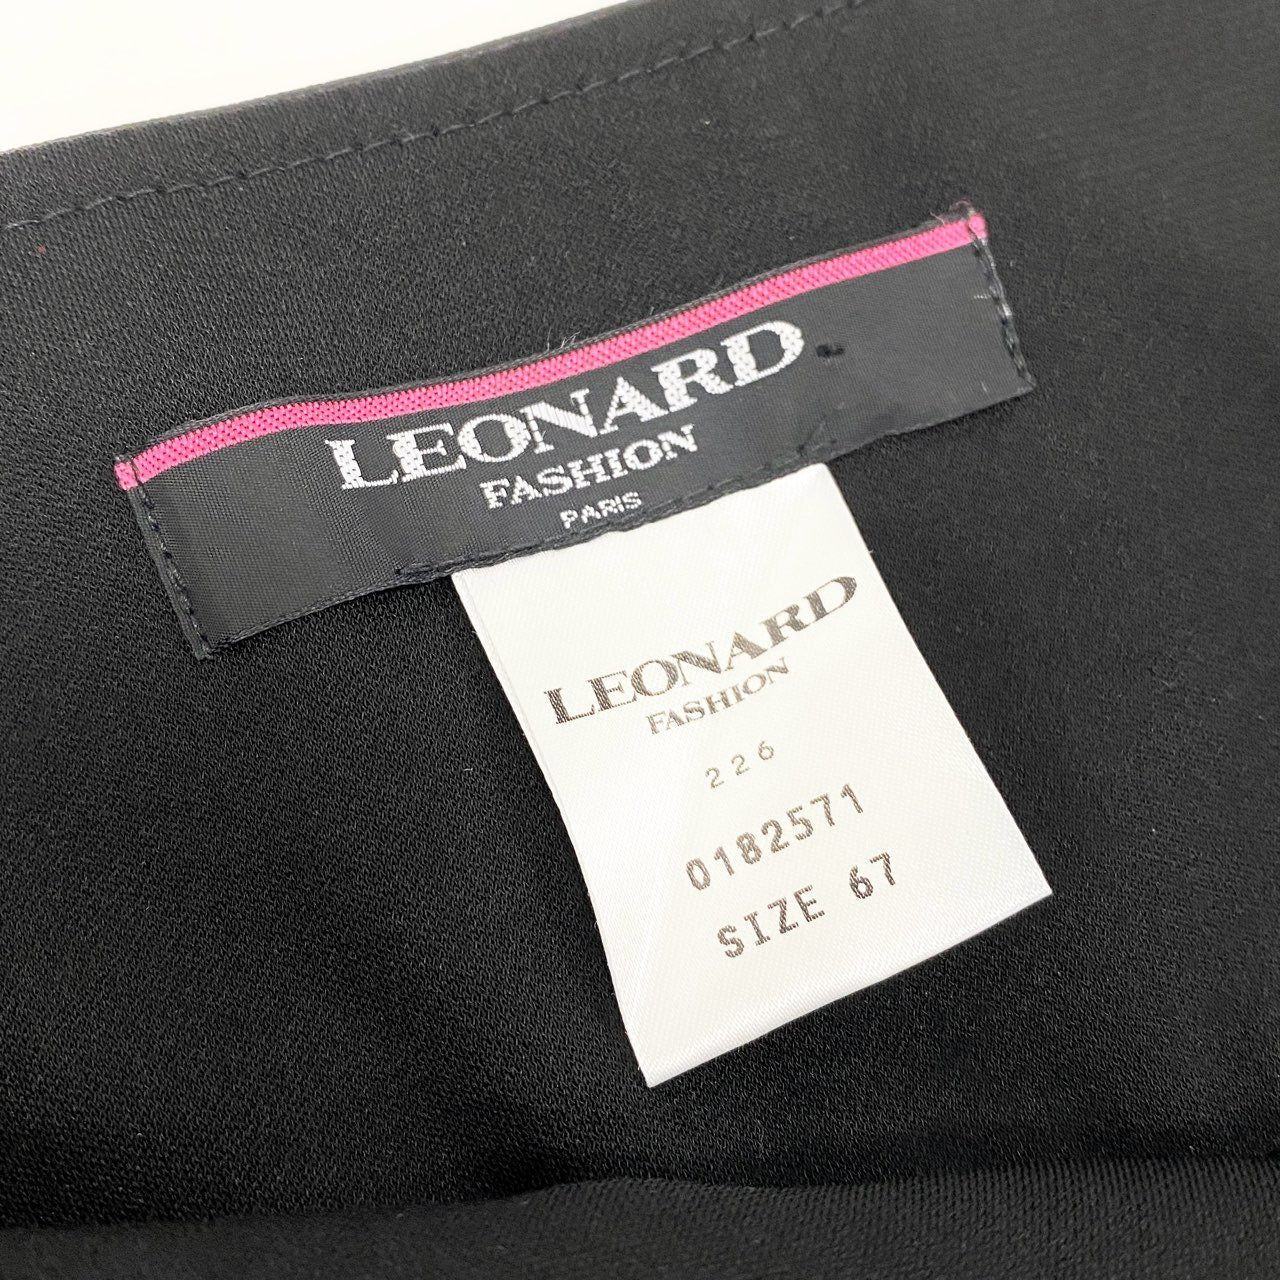 LEONARD
FASHION
PARIS
LEONARD
FASHION
226
0182571
SIZE 67